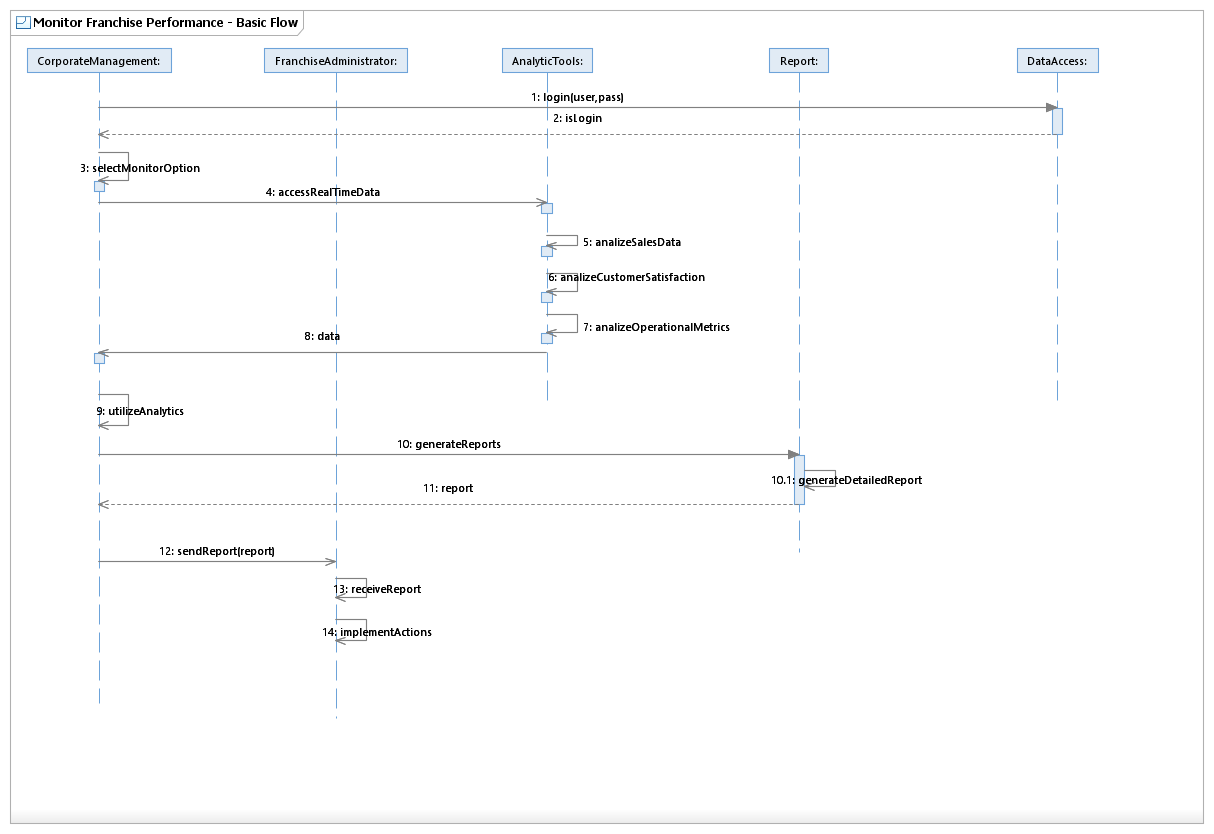 Monitor Franchise Performance - Basic Flow
CorporateManagement:
FranchiseAdministrator:
AnalyticTools:
Report:
DataAccess:
1: login(user,pass)
2: isLogin
3: selectMonitorOption
4: accessRealTimeData
5: analizeSalesData
6: analizeCustomerSatisfaction
7: analizeOperationalMetrics
8: data
9: utilizeAnalytics
10: generateReports
10.1: generateDetailedReport
11: report
12: sendReport(report)
13: receiveReport
14: implementActions